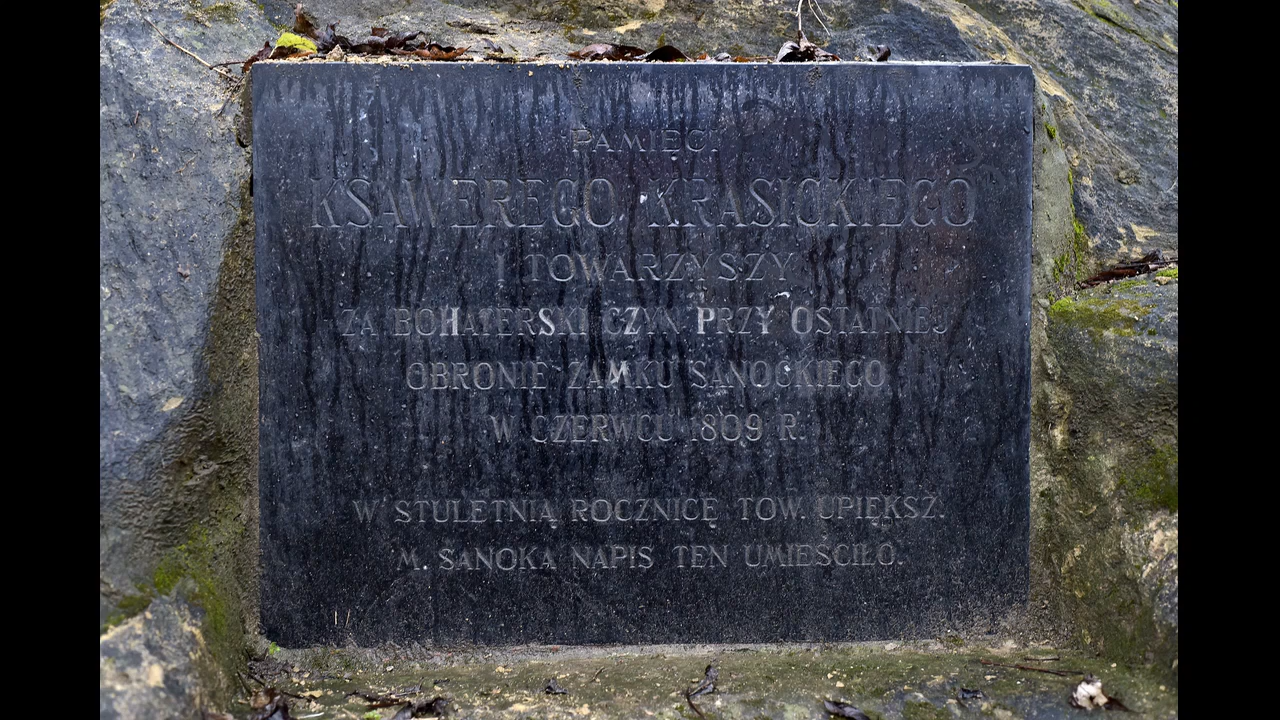 PAMIĘCI
KSAWEREGO KRASICKIEGO
I TOWARZYSZY
ZA BOHATERSKI CZYN PRZY OSTATNIEJ
OBRONIE ZAMKU SANOCKIEGO
W CZERWCU 1809 R.
W STULETNIĄ ROCZNICĘ TOW. UPIĘKSZ.
M. SANOKA NAPIS TEN UMIEŚCIŁO.